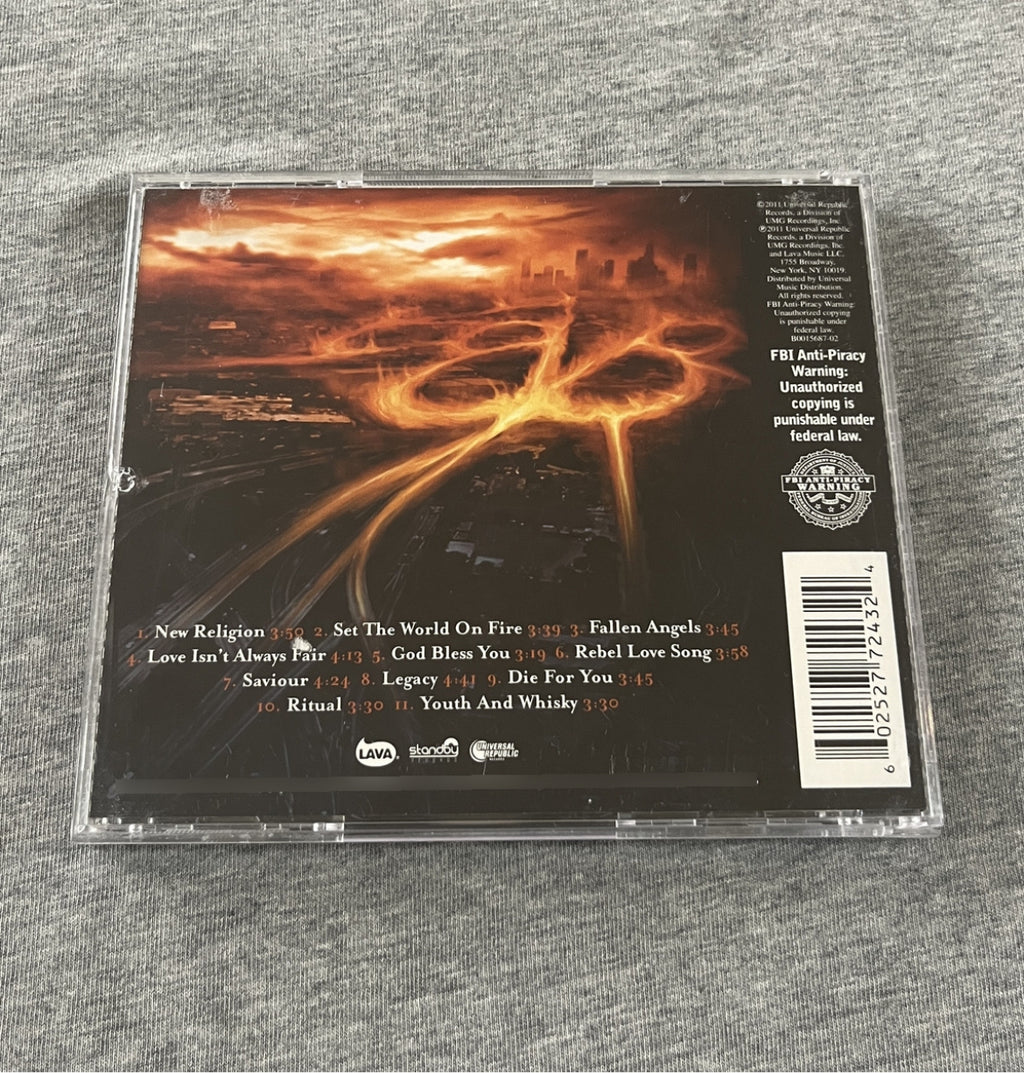 ©2011 Universal Republic
Records, a Division of
UMG Recordings, Inc.
℗2011 Universal Republic
Records, a Division of
UMG Recordings, Inc.
and Lava Music LLC.
1755 Broadway,
New York, NY 10019.
Distributed by Universal
Music Distribution.
All rights reserved.
FBI Anti-Piracy Warning:
Unauthorized copying
is punishable under
federal law.
B0015687-02
FBI Anti-Piracy
Warning:
Unauthorized
copying is
punishable under
federal law.
FBI ANTI-PIRACY
WARNING
1. New Religion 3:50 2. Set The World On Fire 3:39 3. Fallen Angels 3:45
4. Love Isn't Always Fair 4:13 5. God Bless You 3:19 6. Rebel Love Song 3:58
7. Saviour 4:24 8. Legacy 4:41 9. Die For You 3:45
10. Ritual 3:30 11. Youth And Whisky 3:30
LAVA
standby
RECORDS
UNIVERSAL
REPUBLIC
RECORDS
6 02527 72432 4